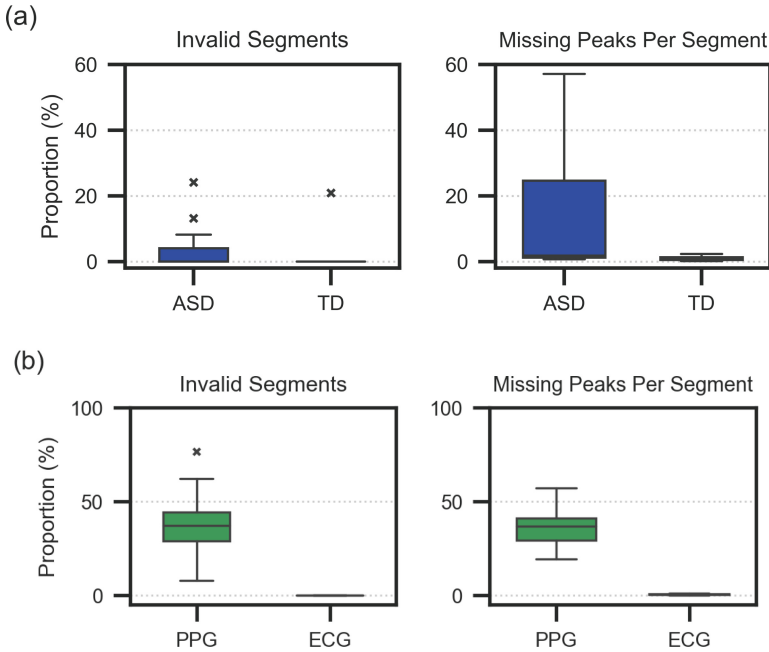 (a)
Invalid Segments
Missing Peaks Per Segment
Proportion (%)
60
40
20
0
ASD
TD
60
40
20
0
ASD
TD
(b)
Invalid Segments
Missing Peaks Per Segment
Proportion (%)
100
50
0
PPG
ECG
100
50
0
PPG
ECG